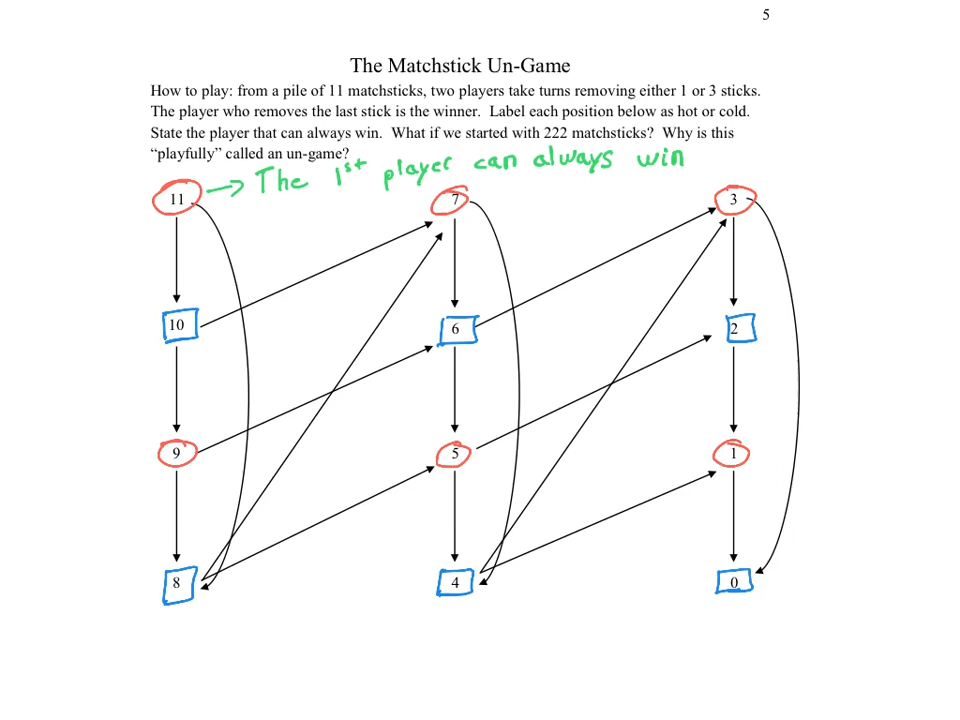 5
The Matchstick Un-Game
How to play: from a pile of 11 matchsticks, two players take turns removing either 1 or 3 sticks.
The player who removes the last stick is the winner. Label each position below as hot or cold.
State the player that can always win. What if we started with 222 matchsticks? Why is this
“playfully” called an un-game?
The 1st player can always win
11 7 3
10 6 2
9 5 1
8 4 0